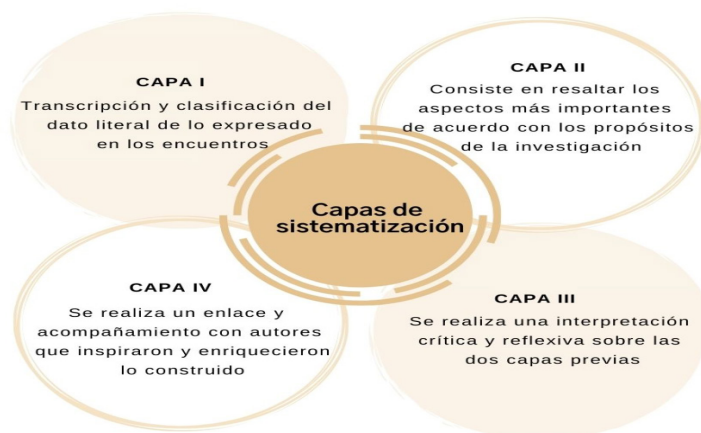 CAPA I
Transcripción y clasificación del
dato literal de lo expresado
en los encuentros
CAPA II
Consiste en resaltar los
aspectos más importantes
de acuerdo con los propósitos
de la investigación
Capas de
sistematización
CAPA IV
Se realiza un enlace y
acompañamiento con autores
que inspiraron y enriquecieron
lo construido
CAPA III
Se realiza una interpretación
crítica y reflexiva sobre las
dos capas previas